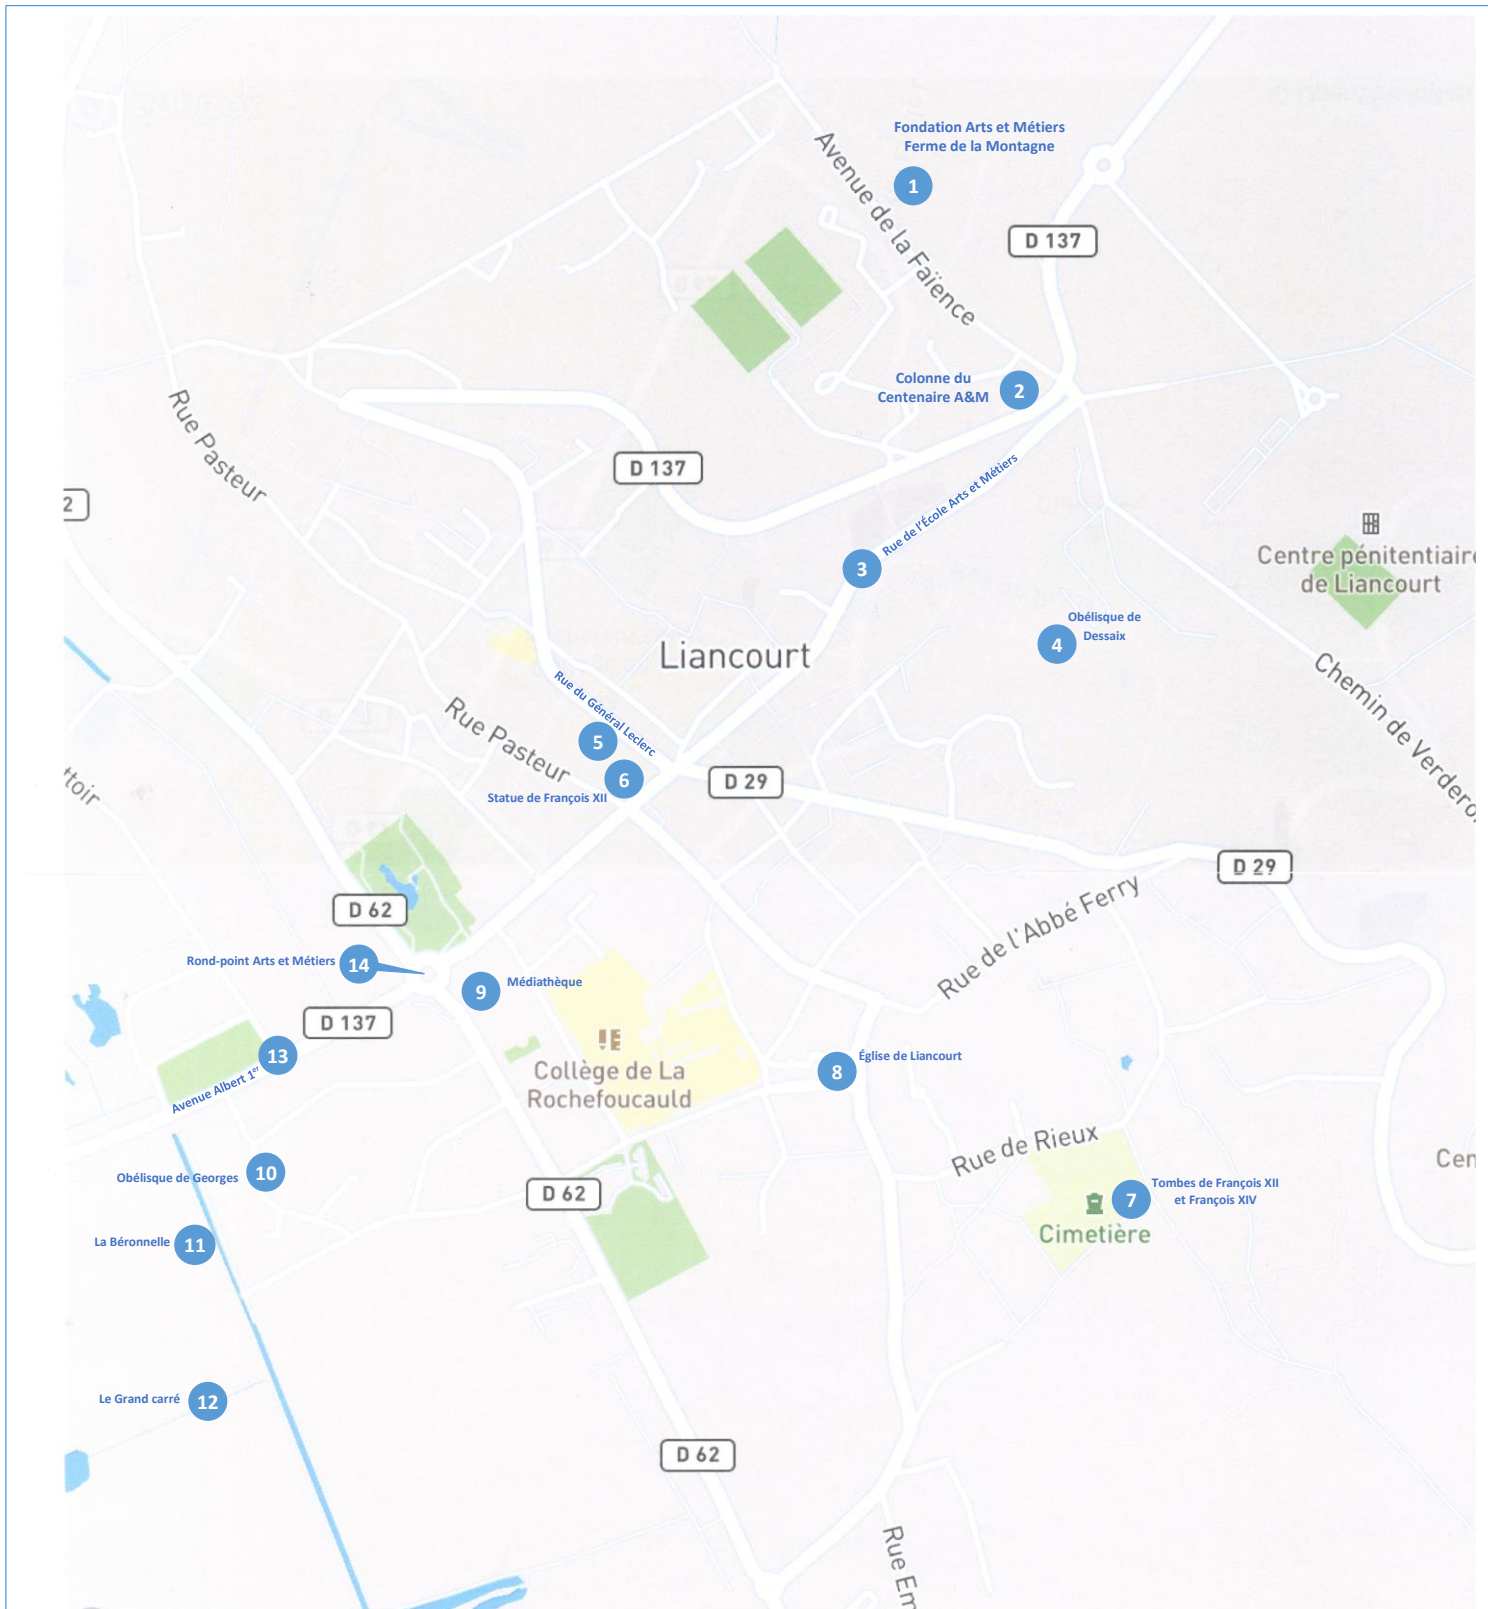 Fondation Arts et Métiers
Ferme de la Montagne
1
Avenue de la Faïence
D 137
Colonne du
Centenaire A&M
2
Rue Pasteur
D 137
2
Rue de l'École Arts et Métiers
3
Centre pénitentiaire
de Liancourt
Obélisque de
Dessaix
4
Liancourt
Chemin de Verdero
Rue du Général Leclerc
Rue Pasteur
5
6
Statue de François XII
D 29
ttoir
D 29
Rue de l'Abbé Ferry
D 62
Rond-point Arts et Métiers
14
9
Médiathèque
D 137
13
Avenue Albert 1er
Collège de La
Rochefoucauld
8
Église de Liancourt
Rue de Rieux
Cen
Obélisque de Georges
10
D 62
7
Tombes de François XII
et François XIV
Cimetière
La Béronnelle
11
Le Grand carré
12
D 62
Rue Em